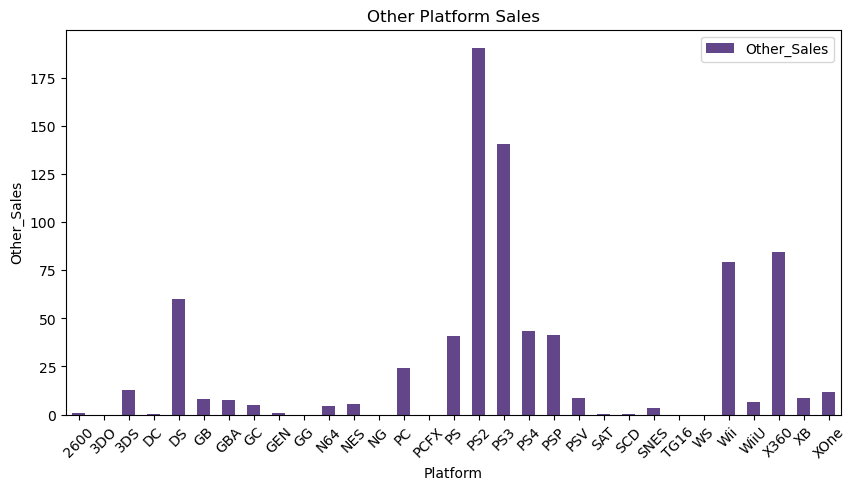 Other Platform Sales
Other_Sales
175
150
125
100
75
50
25
0
Other_Sales
2600
3DO
3DS
DC
DS
GB
GBA
GC
GEN
GG
N64
NES
NG
PC
PCFX
PS
PS2
PS3
PS4
PSP
PSV
SAT
SCD
SNES
TG16
WS
Wii
WiiU
X360
XB
XOne
Platform